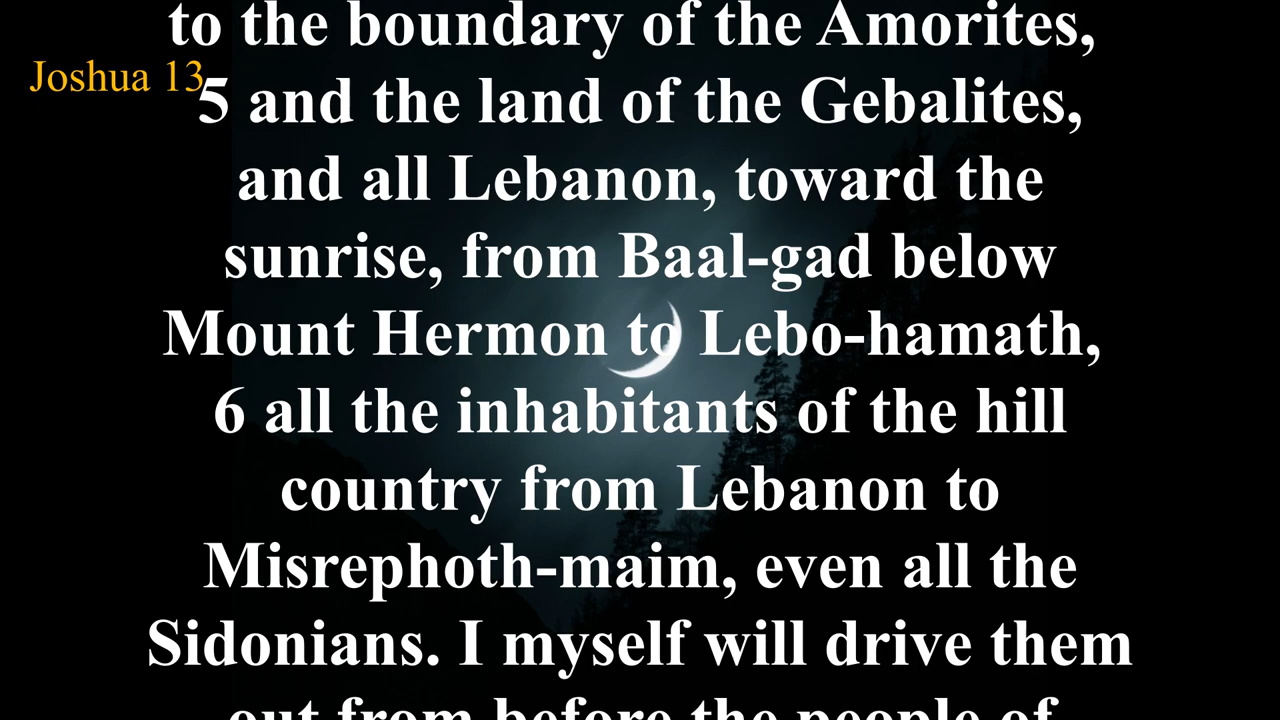 to the boundary of the Amorites,
Joshua 13
5 and the land of the Gebalites,
and all Lebanon, toward the
sunrise, from Baal-gad below
Mount Hermon to Lebo-hamath,
6 all the inhabitants of the hill
country from Lebanon to
Misrephoth-maim, even all the
Sidonians. I myself will drive them
out from before the people of